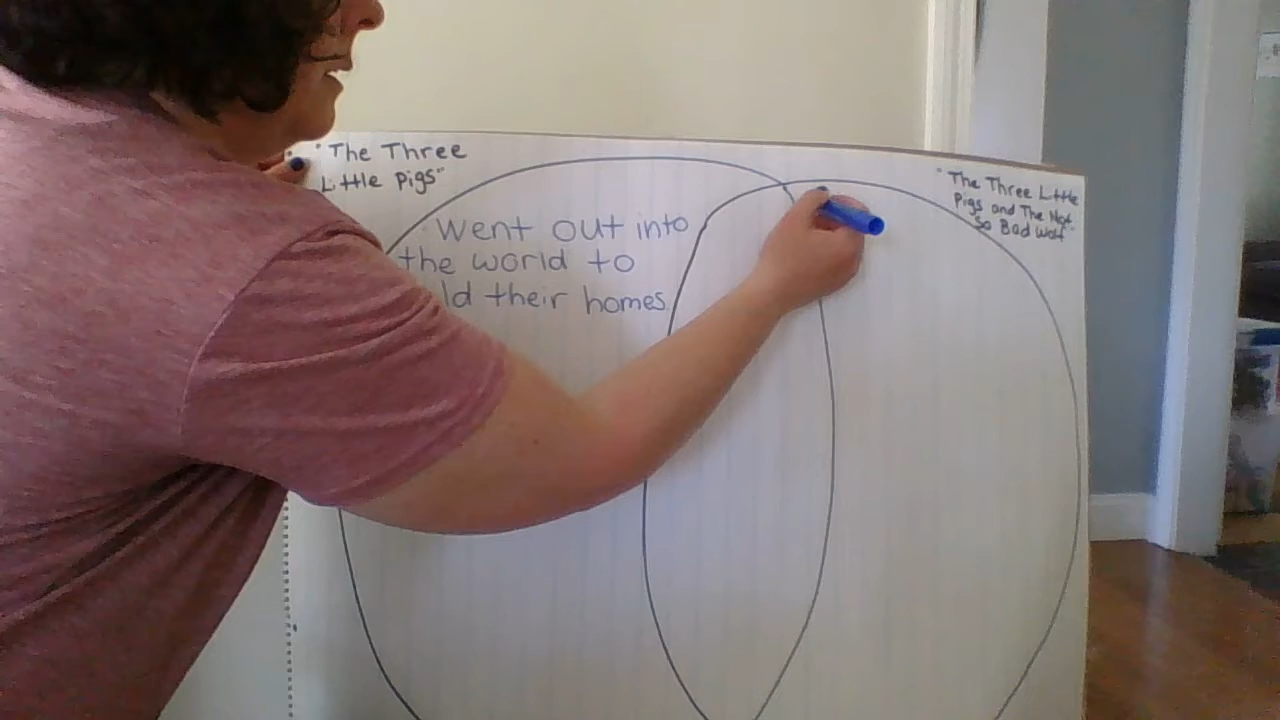 "The Three
Little Pigs"
"The Three Little
Pigs and The Not
So Bad Wolf"
Went out into
the world to
ld their homes